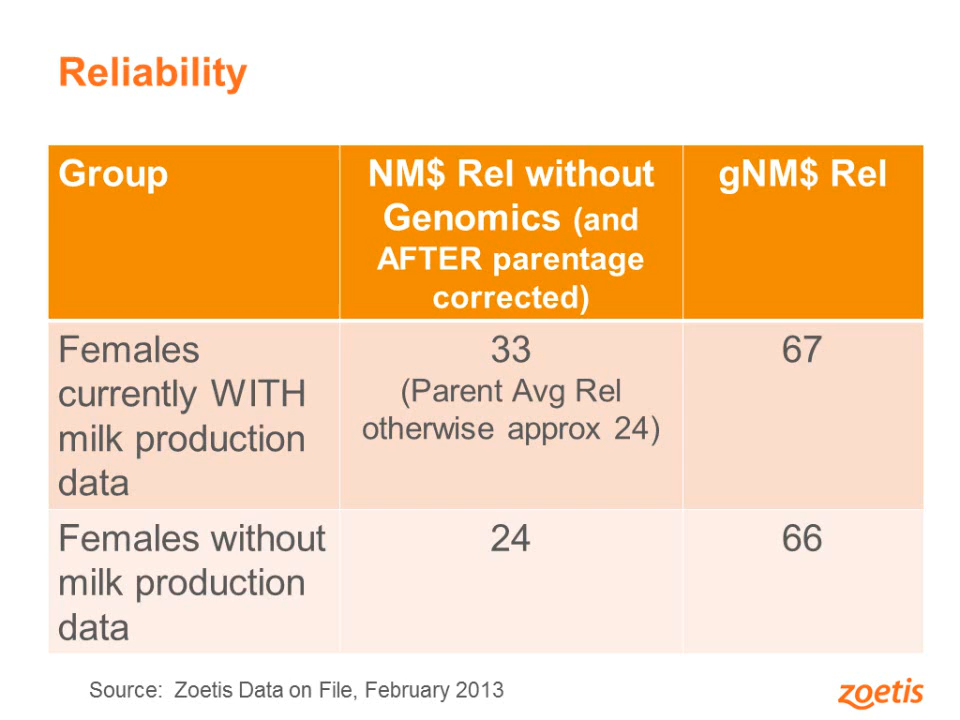 Reliability
Group
NM$ Rel without
Genomics (and
AFTER parentage
corrected)
gNM$ Rel
Females
currently WITH
milk production
data
33
(Parent Avg Rel
otherwise approx 24)
67
Females without
milk production
data
24
66
Source: Zoetis Data on File, February 2013
zoetis